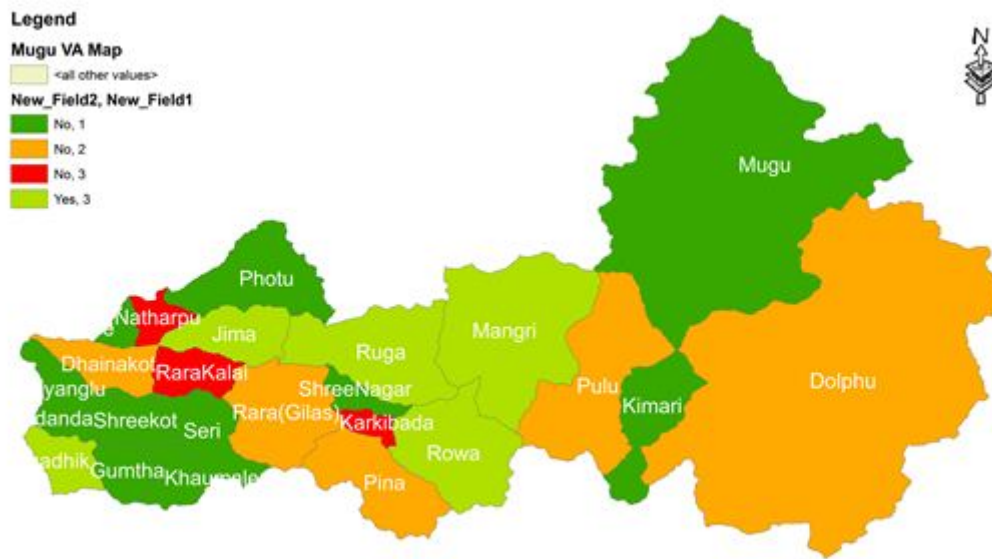 Legend
Mugu VA Map
<all other values>
New_Field2, New_Field1
No, 1
No, 2
No, 3
Yes, 3
N
Mugu
Photu
Natharpu
Jima
Ruga
Mangri
Dhainakot
RaraKalai
ShreeNagar
Pulu
Dolphu
Kimari
Shreekot
Seri
Rara(Gilas)
Karkibada
Rowa
Gumtha
Pina